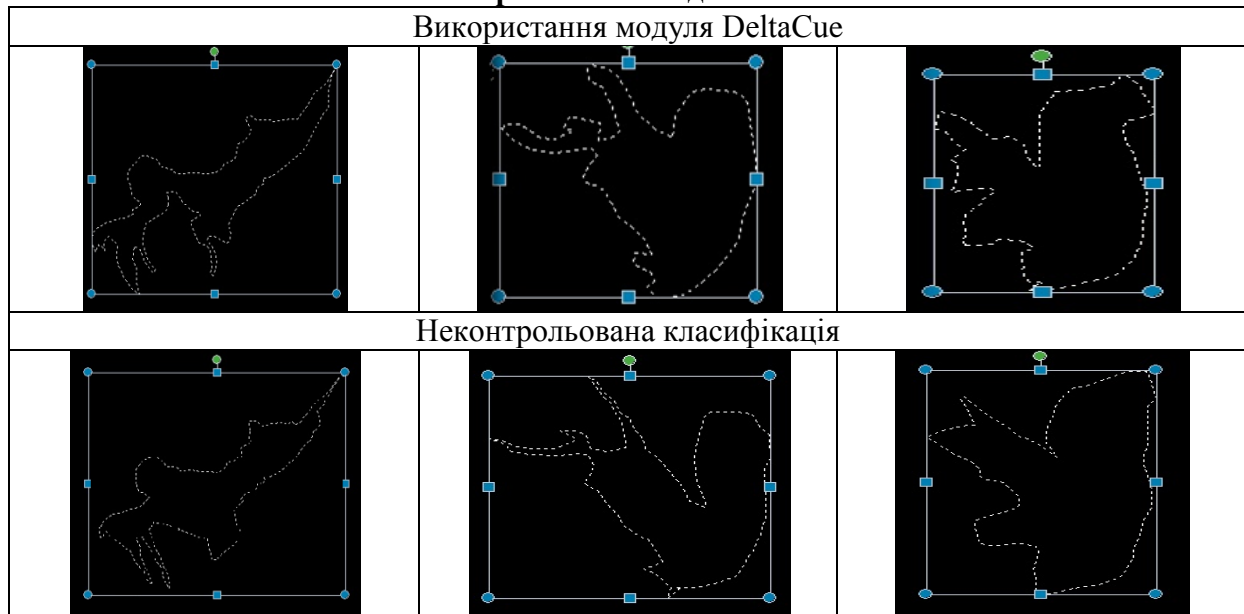 Використання модуля DeltaCue
Неконтрольована класифікація